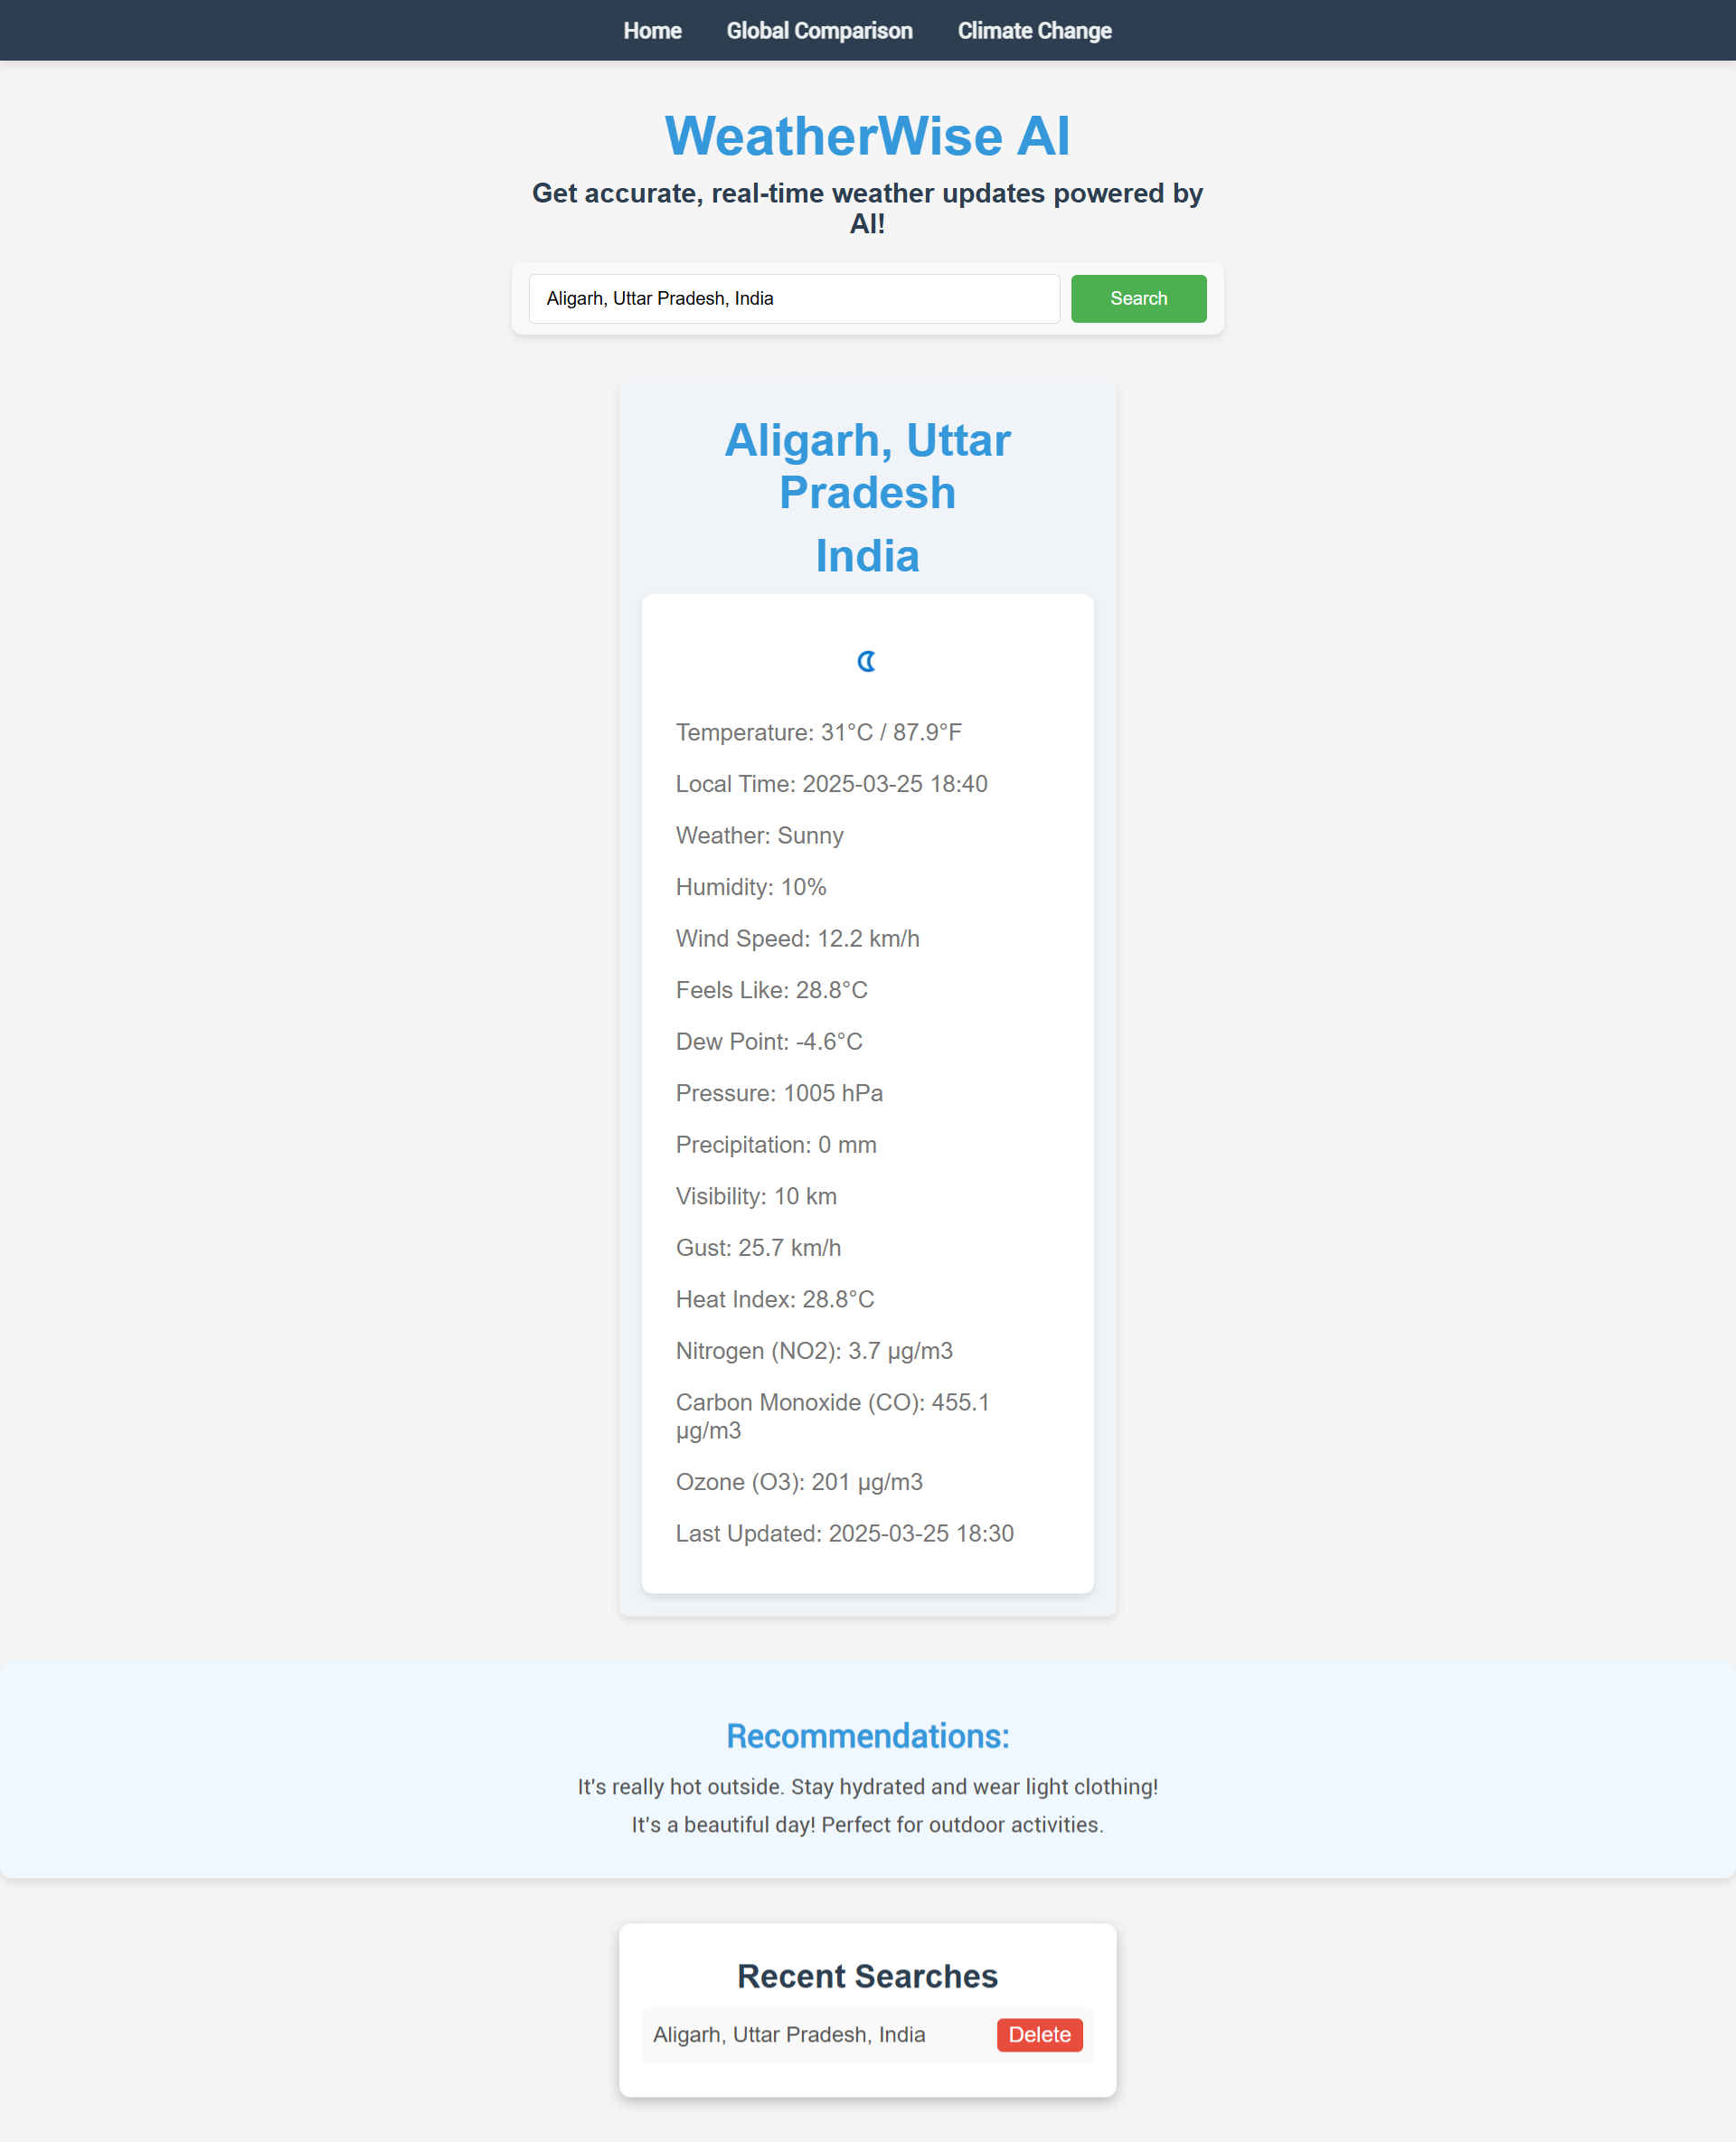 Home Global Comparison Climate Change
WeatherWise AI
Get accurate, real-time weather updates powered by
AI!
Aligarh, Uttar Pradesh, India Search
Aligarh, Uttar
Pradesh
India
Temperature: 31°C / 87.9°F
Local Time: 2025-03-25 18:40
Weather: Sunny
Humidity: 10%
Wind Speed: 12.2 km/h
Feels Like: 28.8°C
Dew Point: -4.6°C
Pressure: 1005 hPa
Precipitation: 0 mm
Visibility: 10 km
Gust: 25.7 km/h
Heat Index: 28.8°C
Nitrogen (NO2): 3.7 µg/m3
Carbon Monoxide (CO): 455.1
µg/m3
Ozone (O3): 201 µg/m3
Last Updated: 2025-03-25 18:30
Recommendations:
It's really hot outside. Stay hydrated and wear light clothing!
It's a beautiful day! Perfect for outdoor activities.
Recent Searches
Aligarh, Uttar Pradesh, India Delete